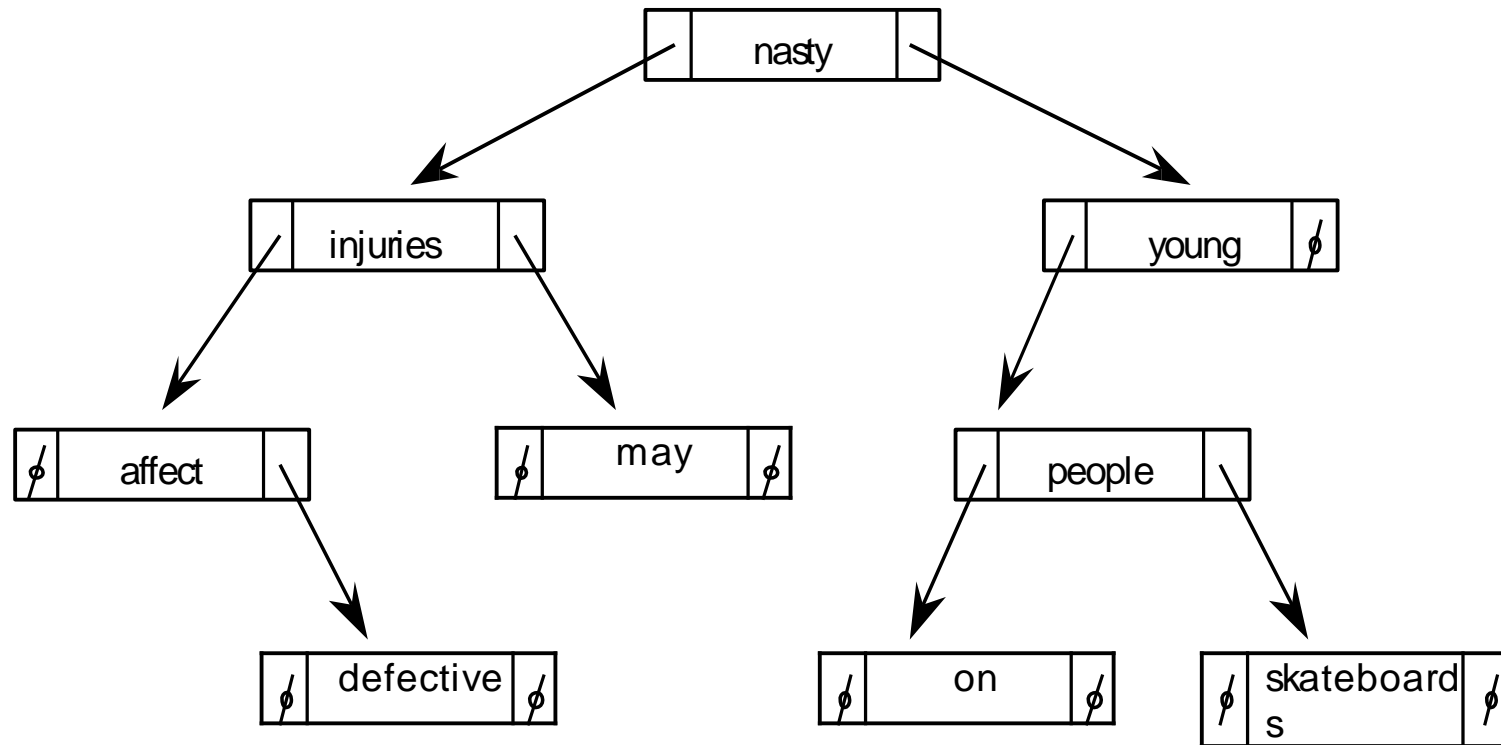 nasty
injuries
young
ϕ
ϕ
affect
ϕ
may
ϕ
people
ϕ
defective
ϕ
ϕ
on
ϕ
ϕ
skateboard
s
ϕ